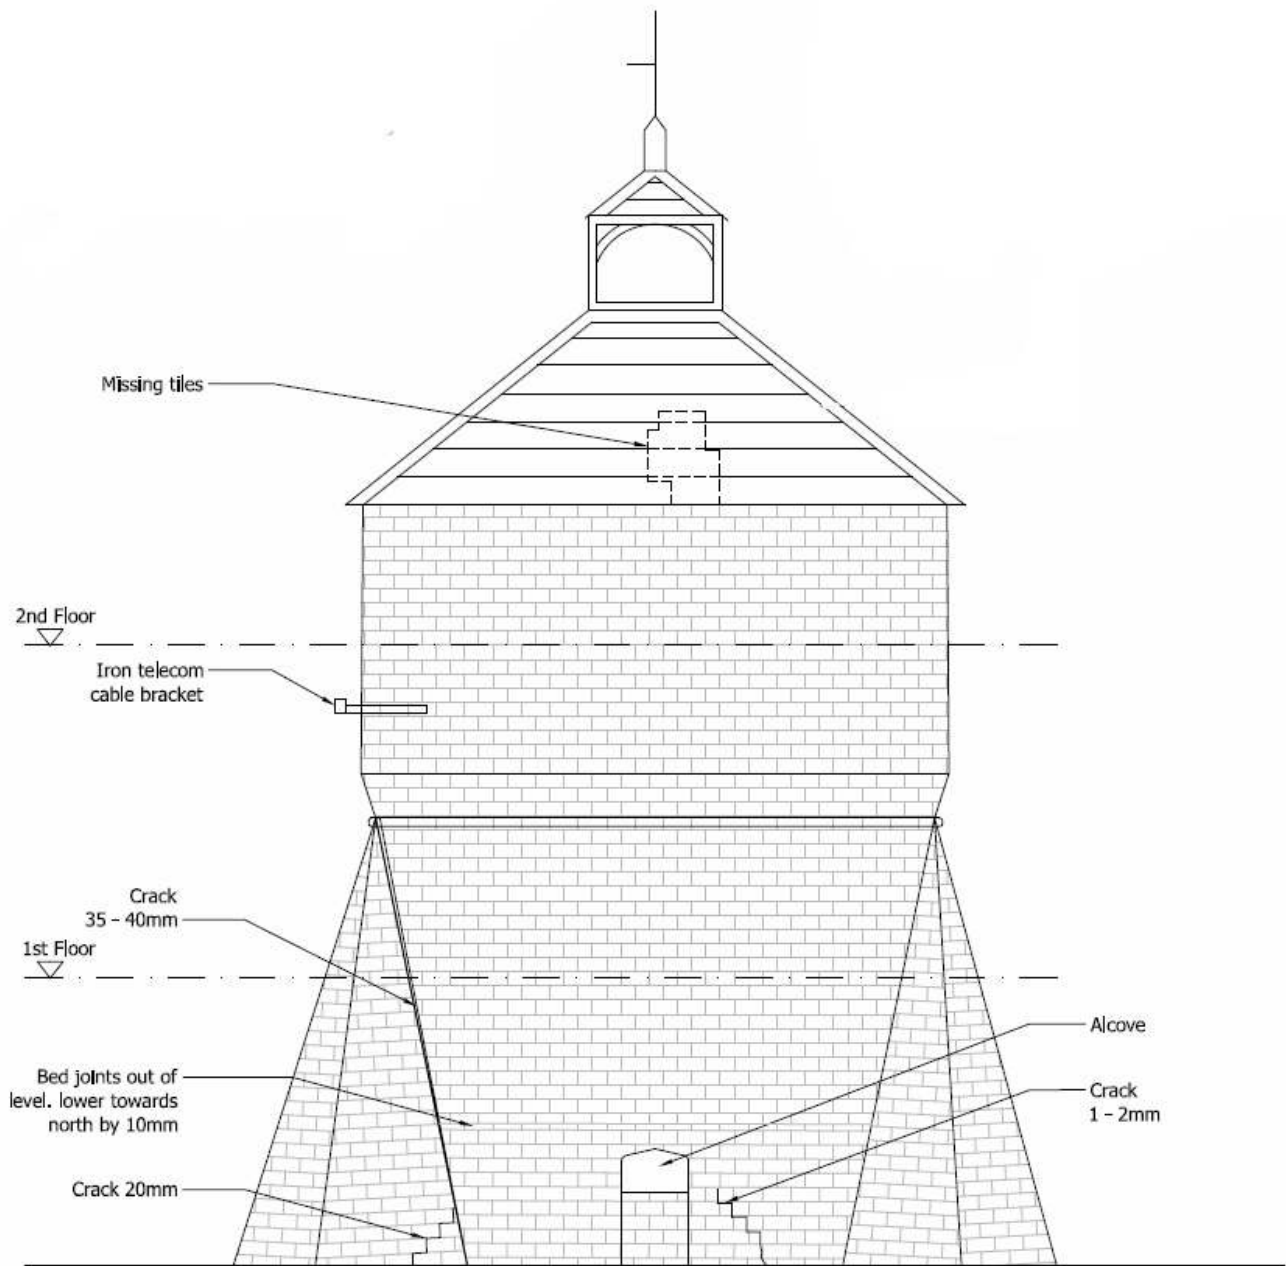 Missing tiles
2nd Floor
Iron telecom
cable bracket
Crack
35 - 40mm
1st Floor
Alcove
Bed joints out of
level. lower towards
north by 10mm
Crack
1 - 2mm
Crack 20mm